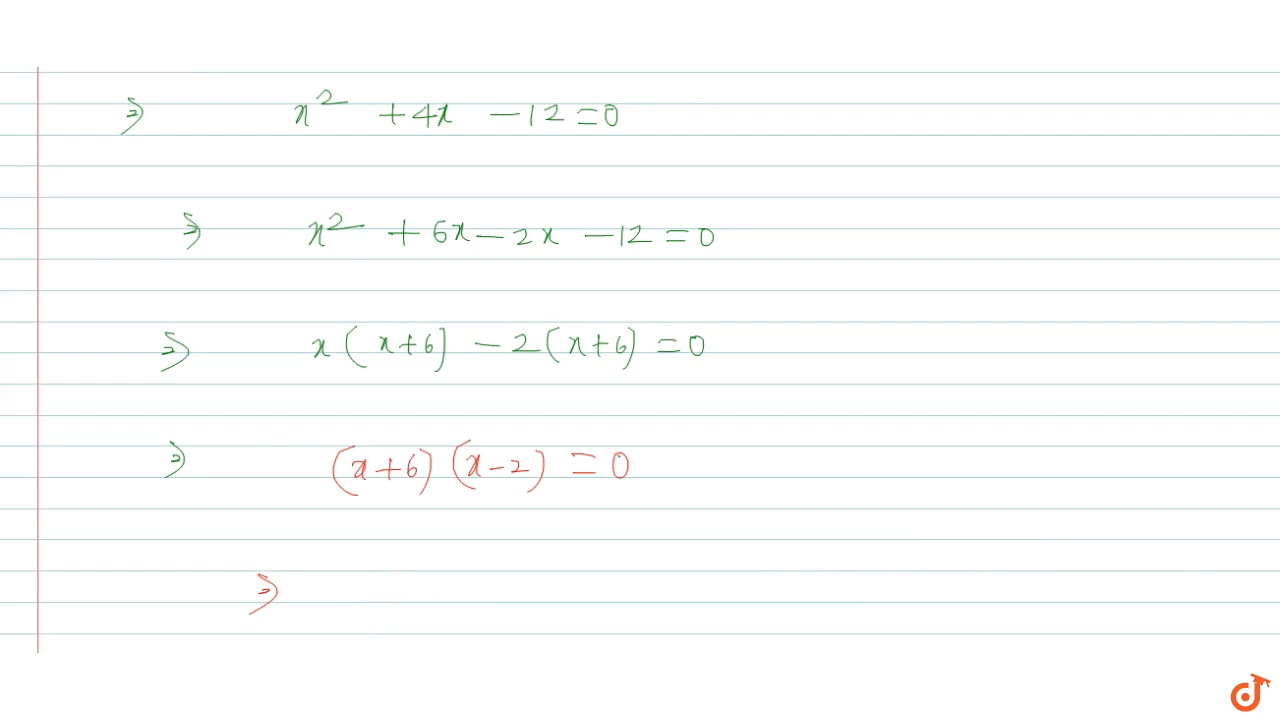 ⇒ x² + 4x - 12 = 0
⇒ x² + 6x - 2x - 12 = 0
⇒ x(x+6) - 2(x+6) = 0
⇒ (x+6)(x-2) = 0
⇒